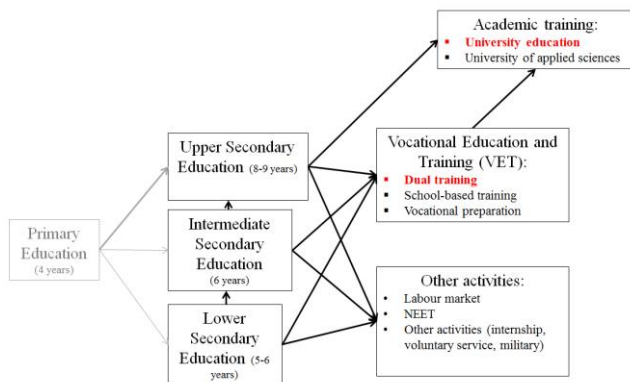 Academic training:
University education
University of applied sciences
Upper Secondary
Education (8-9 years)
Vocational Education and
Training (VET):
Dual training
School-based training
Vocational preparation
Primary
Education
(4 years)
Intermediate
Secondary
Education
(6 years)
Other activities:
Labour market
NEET
Other activities (internship,
voluntary service, military)
Lower
Secondary
Education (5-6
years)